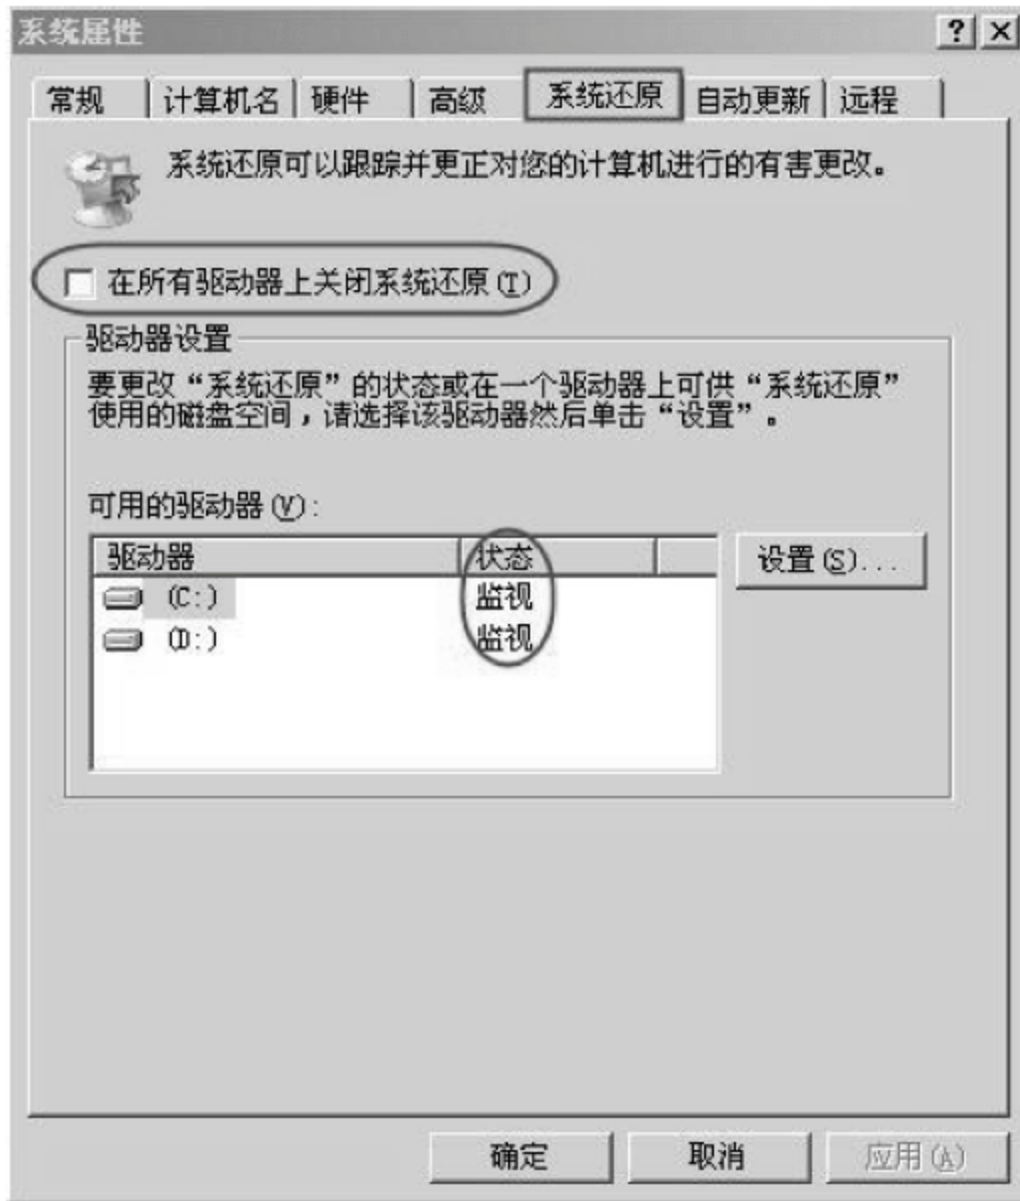 系统属性
常规 计算机名 硬件 高级 系统还原 自动更新 远程
系统还原可以跟踪并更正对您的计算机进行的有害更改。
在所有驱动器上关闭系统还原(T)
驱动器设置
要更改“系统还原”的状态或在一个驱动器上可供“系统还原”
使用的磁盘空间，请选择该驱动器然后单击“设置”。
可用的驱动器(V):
驱动器 状态
(C:) 监视
(D:) 监视
设置(S)...
确定 取消 应用(A)